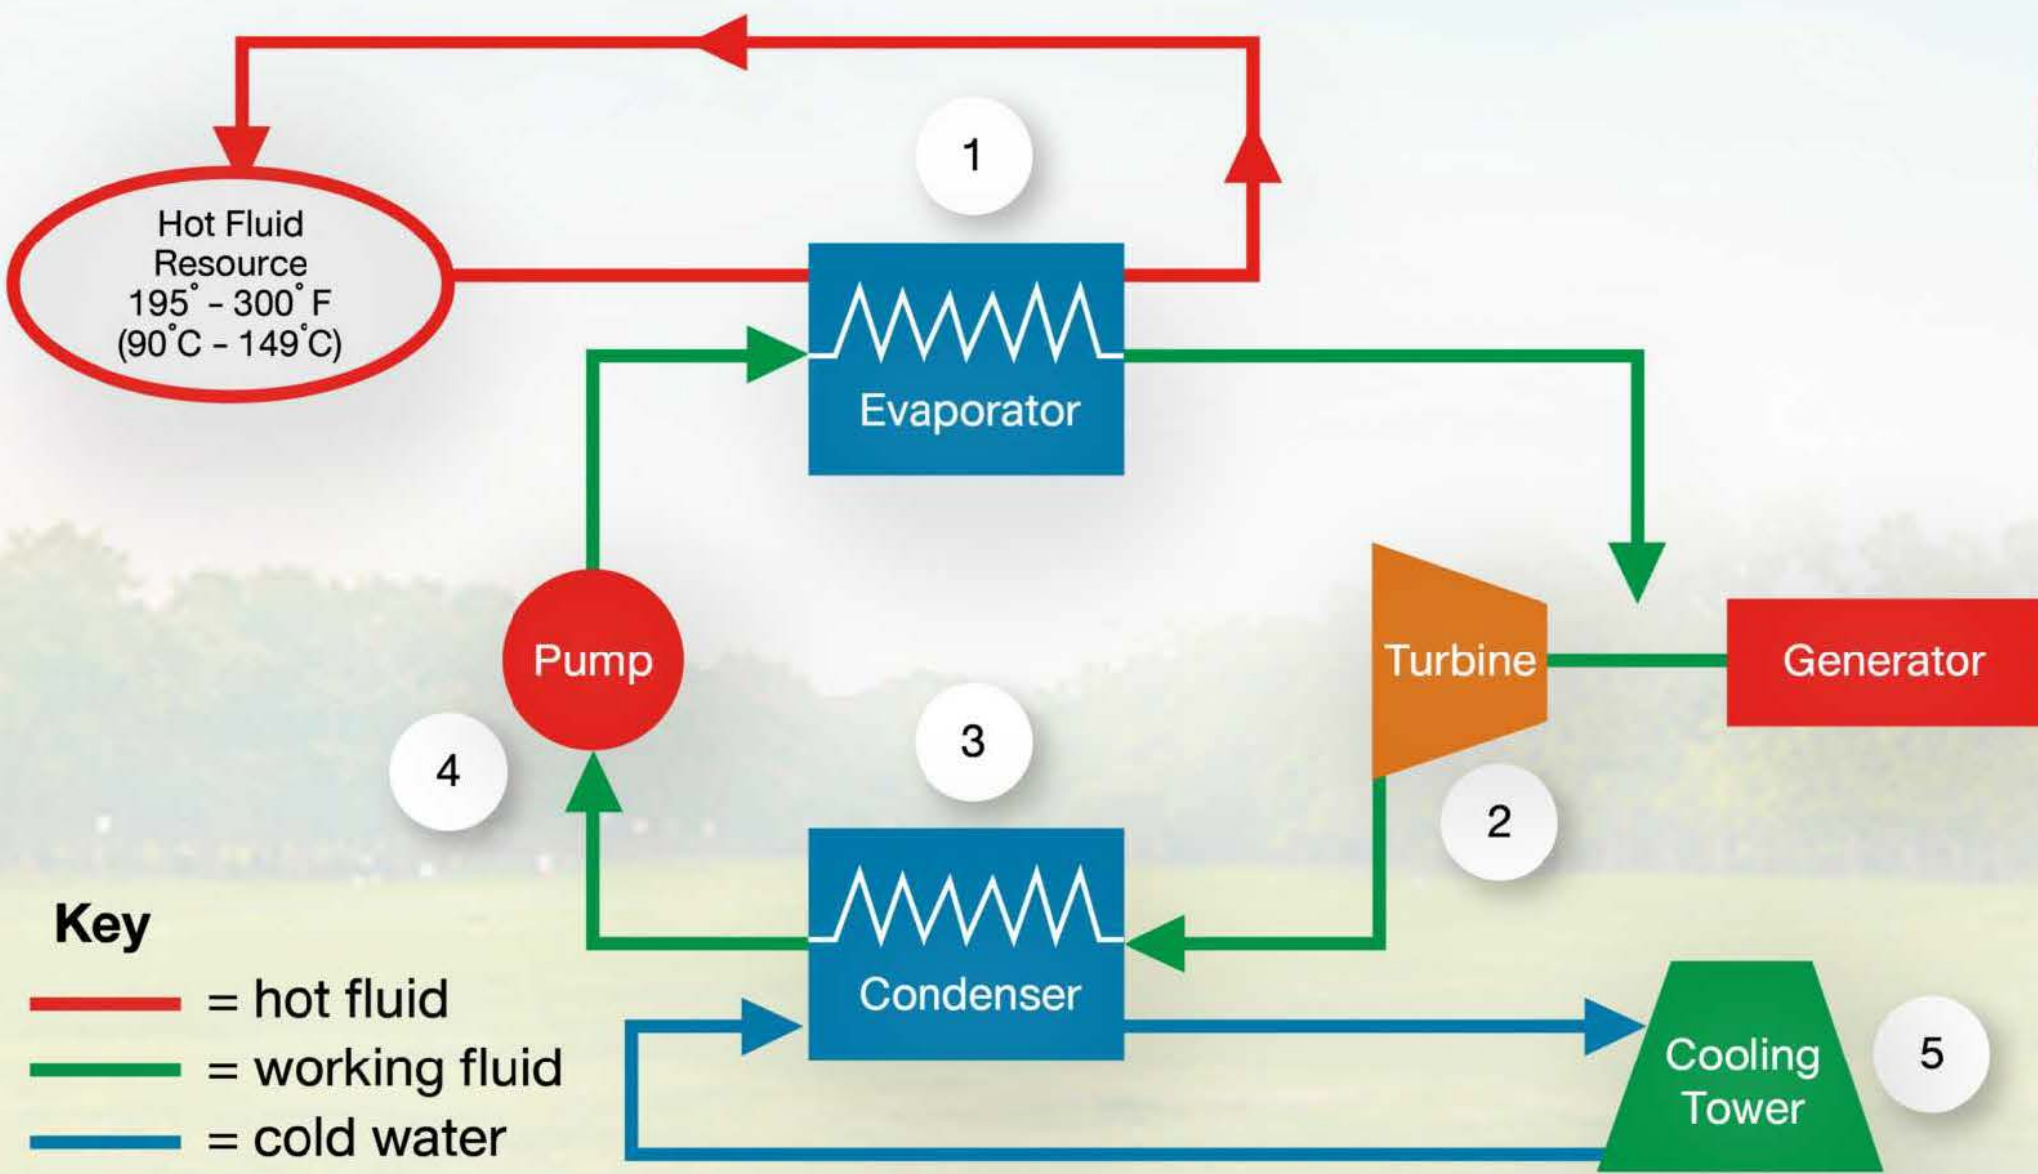 1
Hot Fluid
Resource
195° – 300° F
(90°C – 149°C)
Evaporator
Pump
Turbine
Generator
4
3
2
Key
= hot fluid
= working fluid
= cold water
Condenser
Cooling
Tower
5